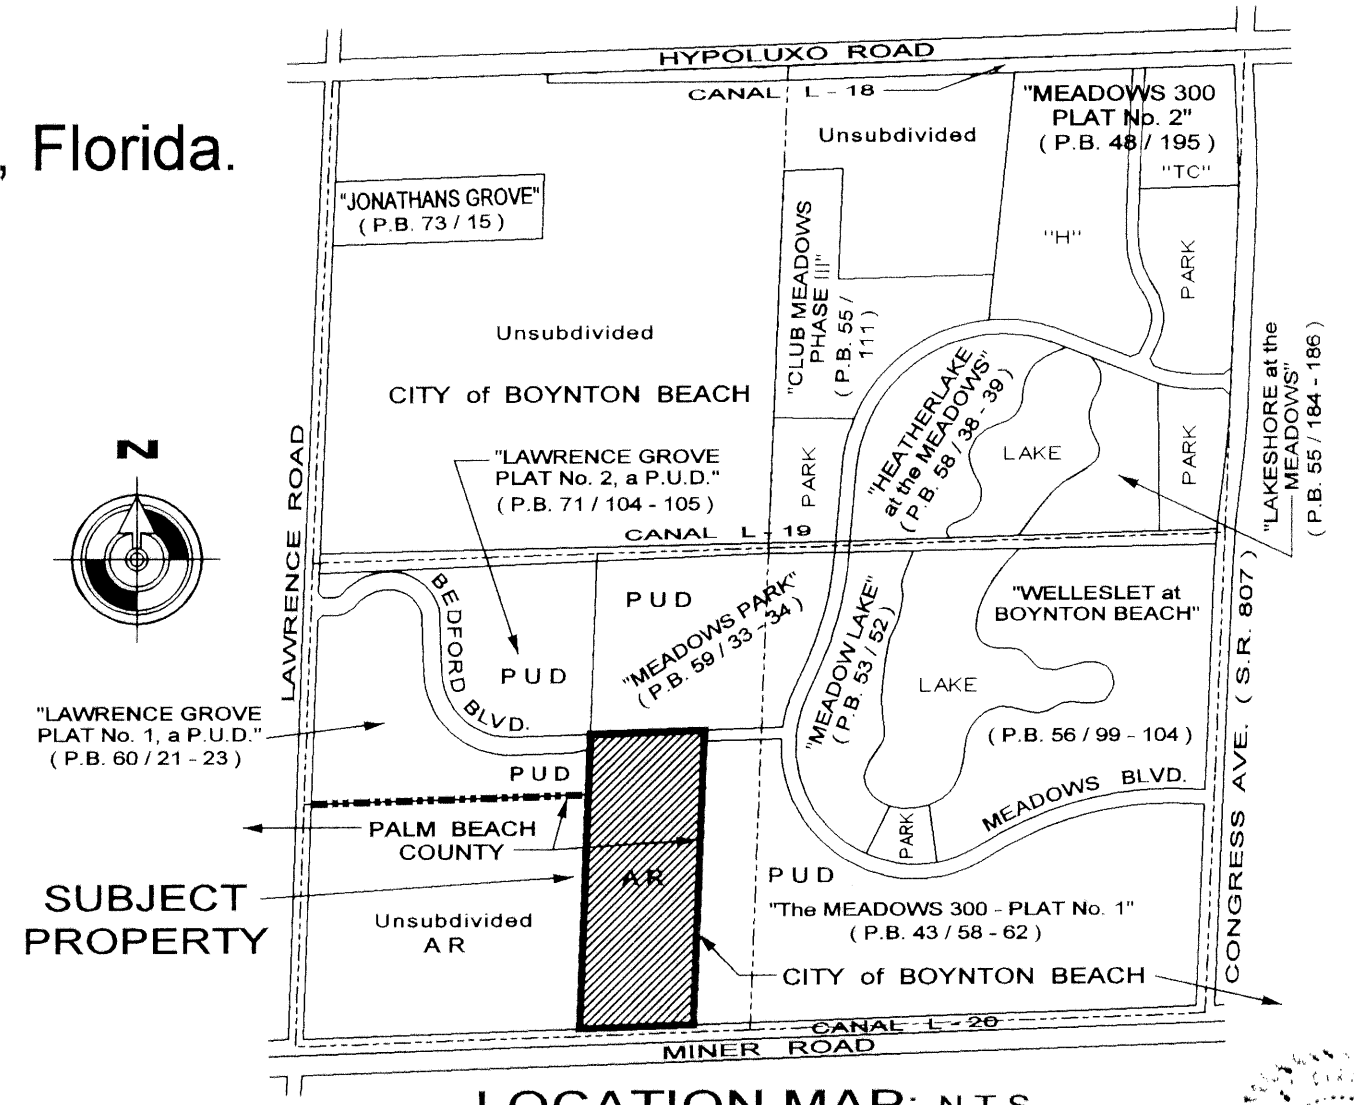 HYPOLUXO ROAD
CANAL L - 18
"MEADOWS 300
PLAT No. 2"
( P.B. 48 / 195 )
Unsubdivided
"TC"
, Florida.
"JONATHANS GROVE"
( P.B. 73 / 15 )
"H"
PARK
"CLUB MEADOWS
PHASE III"
( P.B. 55 /
111 )
Unsubdivided
CITY of BOYNTON BEACH
"HEATHERLAKE
at the MEADOWS"
( P.B. 58 / 38 - 39 )
LAKE
PARK
"LAKESHORE at the
MEADOWS"
( P.B. 55 / 184 - 186 )
N
LAWRENCE ROAD
"LAWRENCE GROVE
PLAT No. 2, a P.U.D."
( P.B. 71 / 104 - 105 )
PARK
CANAL L - 19
BEDFORD BLVD.
PUD
PUD
"MEADOWS PARK"
( P.B. 59 / 33 - 34 )
"MEADOW LAKE"
( P.B. 53 / 52 )
"WELLESLET at
BOYNTON BEACH"
LAKE
( P.B. 56 / 99 - 104 )
CONGRESS AVE. ( S.R. 807 )
"LAWRENCE GROVE
PLAT No. 1, a P.U.D."
( P.B. 60 / 21 - 23 )
PUD
MEADOWS BLVD.
PARK
PALM BEACH
COUNTY
SUBJECT
PROPERTY
AR
PUD
Unsubdivided
AR
"The MEADOWS 300 - PLAT No. 1"
( P.B. 43 / 58 - 62 )
CITY of BOYNTON BEACH
CANAL L - 20
MINER ROAD
LOCATION MAP: N.T.S.